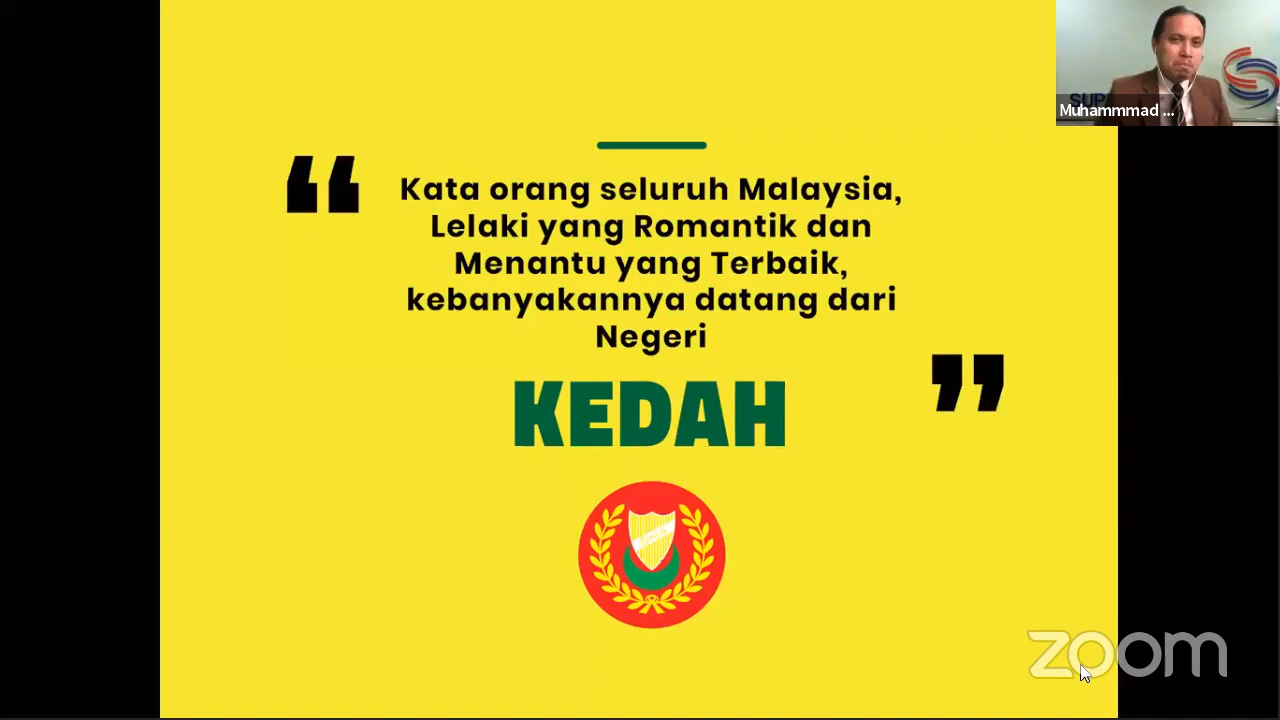 “
Kata orang seluruh Malaysia,
Lelaki yang Romantik dan
Menantu yang Terbaik,
kebanyakannya datang dari
Negeri
KEDAH
”
Muhammmad ...
zoom